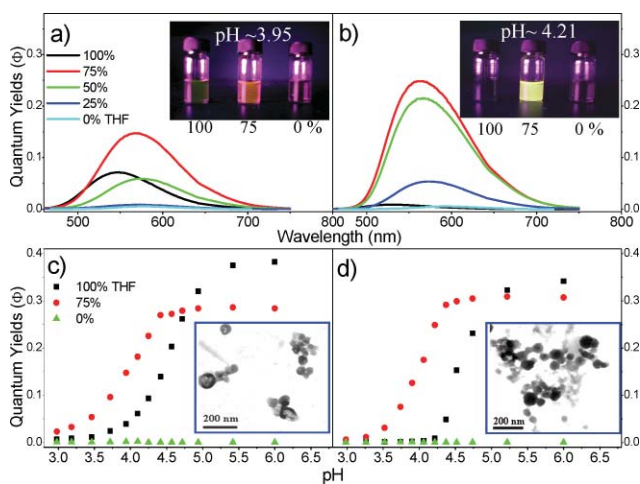 a)
pH ~3.95
b)
pH~ 4.21
100%
75%
50%
25%
0% THF
100 75 0 %
100 75 0 %
Quantum Yields (Φ)
0.3
0.2
0.1
0.0
0.3
0.2
0.1
0.0
500 600 700 800 500 600 700 800
Wavelength (nm)
c)
d)
100% THF
75%
0%
200 nm
200 nm
Quantum Yields (Φ)
0.4
0.3
0.2
0.1
0.0
0.4
0.3
0.2
0.1
0.0
3.0 3.5 4.0 4.5 5.0 5.5 6.0 6.5 3.0 3.5 4.0 4.5 5.0 5.5 6.0 6.5
pH
Quantum Yields (Φ)
Quantum Yields (Φ)